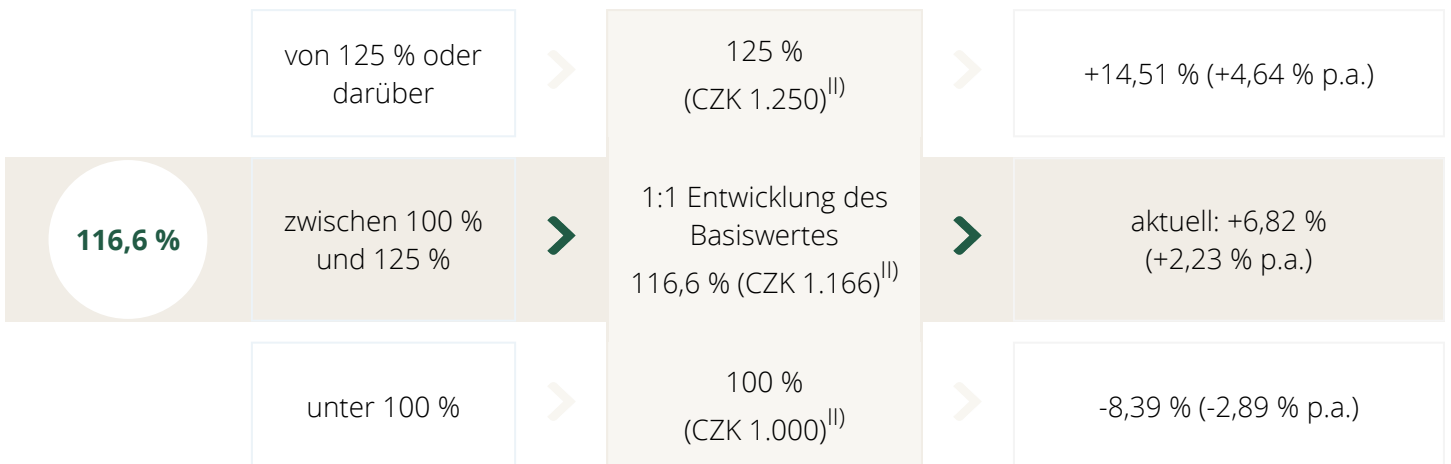 von 125 % oder
darüber
125 %
(CZK 1.250)II)
+14,51 % (+4,64 % p.a.)
116,6 %
zwischen 100 %
und 125 %
1:1 Entwicklung des
Basiswertes
116,6 % (CZK 1.166)II)
aktuell: +6,82 %
(+2,23 % p.a.)
unter 100 %
100 %
(CZK 1.000)II)
-8,39 % (-2,89 % p.a.)